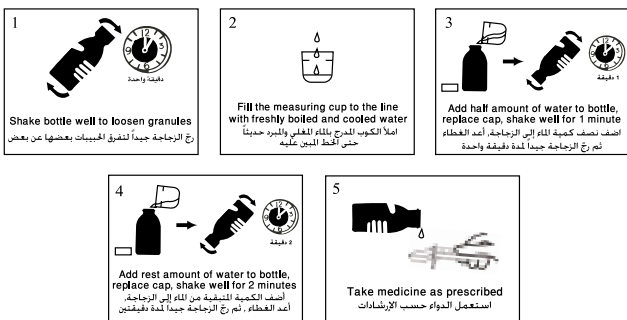 1
دقيقة واحدة
Shake bottle well to loosen granules
رجّ الزجاجة جيداً لتفرق الحبيبات بعضها عن بعض
2
Fill the measuring cup to the line
with freshly boiled and cooled water
املأ الكوب المدرج بالماء المغلي والمبرد حديثاً
حتى الخط المبين عليه
3
1 دقيقة
Add half amount of water to bottle,
replace cap, shake well for 1 minute
اضف نصف كمية الماء إلى الزجاجة, أعد الغطاء
ثم رجّ الزجاجة جيداً لمدة دقيقة واحدة
4
2 دقيقة
Add rest amount of water to bottle,
replace cap, shake well for 2 minutes
أضف الكمية المتبقية من الماء إلى الزجاجة,
أعد الغطاء , ثم رجّ الزجاجة جيداً لمدة دقيقتين
5
Take medicine as prescribed
استعمل الدواء حسب الإرشادات